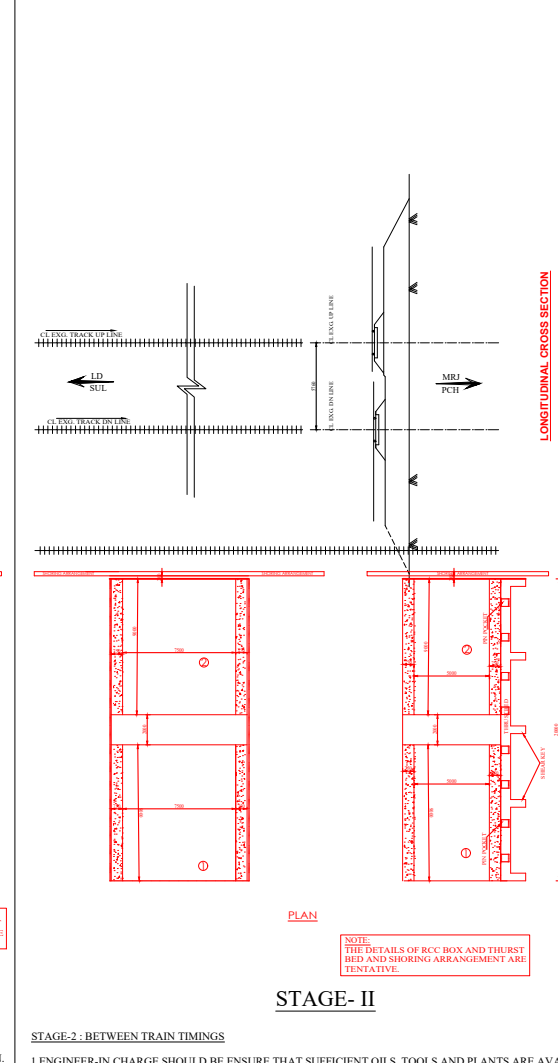 CL EXG. TRACK UP LINE
CL EXG. UP LINE
LD
SUL
MRJ
PCH
LONGITUDINAL CROSS SECTION
CL EXG. TRACK DN LINE
CL EXG. DN LINE
SHORING ARRANGEMENT
SHORING ARRANGEMENT
SHORING ARRANGEMENT
PIN POCKET
7500
2
5000
2
7500
5000
SHEAR KEY
PIN POCKET
1
1
PLAN
NOTE:
THE DETAILS OF RCC BOX AND THURST
BED AND SHORING ARRANGEMENT ARE
TENTATIVE.
STAGE- II
STAGE-2 : BETWEEN TRAIN TIMINGS
1.ENGINEER-IN CHARGE SHOULD BE ENSURE THAT SUFFICIENT OILS, TOOLS AND PLANTS ARE AVA